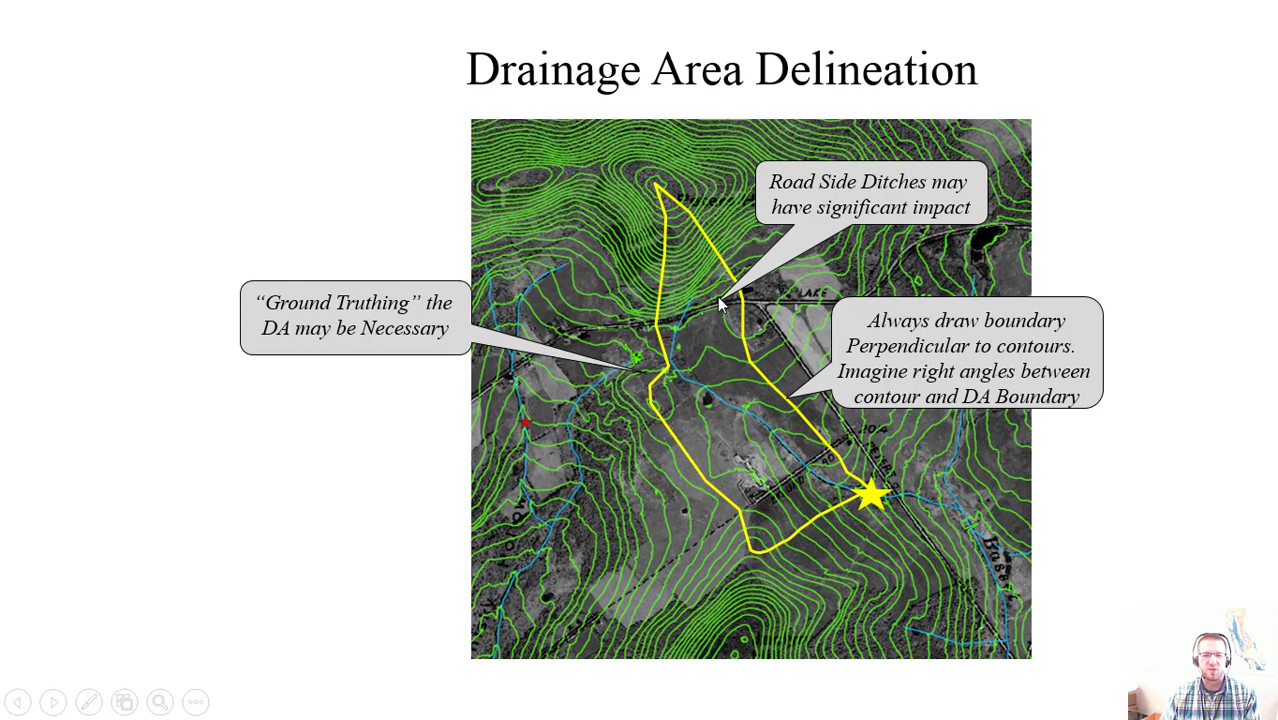 Drainage Area Delineation
Road Side Ditches may
have significant impact
"Ground Truthing" the
DA may be Necessary
LAKE
Always draw boundary
Perpendicular to contours.
Imagine right angles between
contour and DA Boundary